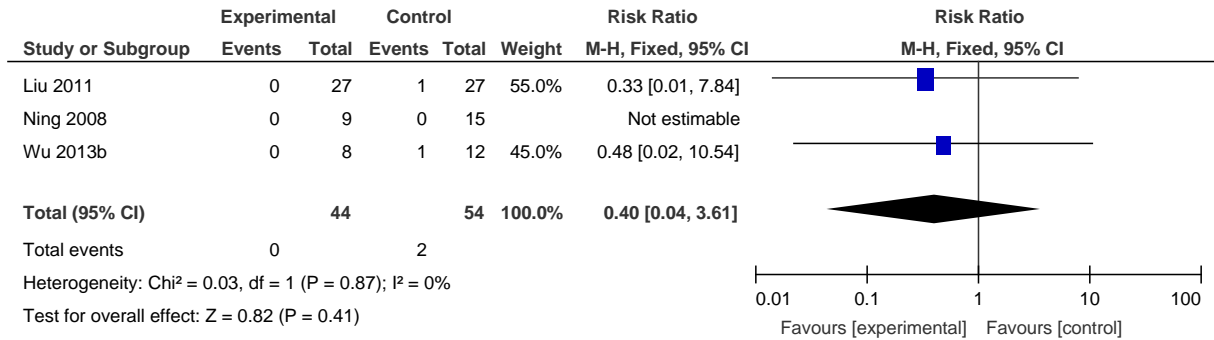 Experimental Control Risk Ratio Risk Ratio
Study or Subgroup Events Total Events Total Weight M-H, Fixed, 95% CI M-H, Fixed, 95% CI
Liu 2011 0 27 1 27 55.0% 0.33 [0.01, 7.84]
Ning 2008 0 9 0 15 Not estimable
Wu 2013b 0 8 1 12 45.0% 0.48 [0.02, 10.54]
Total (95% CI) 44 54 100.0% 0.40 [0.04, 3.61]
Total events 0 2
Heterogeneity: Chi² = 0.03, df = 1 (P = 0.87); I² = 0%
Test for overall effect: Z = 0.82 (P = 0.41)
0.01 0.1 1 10 100
Favours [experimental] Favours [control]